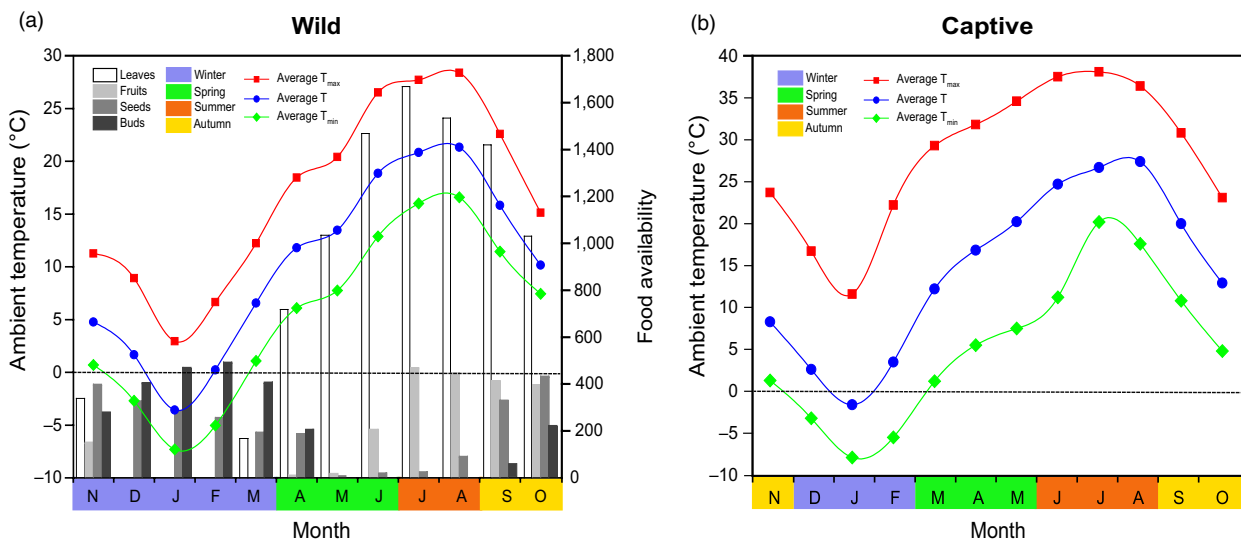 (a)
Wild
30
25
20
15
10
5
0
–5
–10
Ambient temperature (°C)
Leaves
Fruits
Seeds
Buds
Winter
Spring
Summer
Autumn
Average Tmax
Average T
Average Tmin
1,800
1,600
1,400
1,200
1,000
800
600
400
200
0
Food availability
N D J F M A M J J A S O
Month
(b)
Captive
40
35
30
25
20
15
10
5
0
–5
–10
Ambient temperature (°C)
Winter
Spring
Summer
Autumn
Average Tmax
Average T
Average Tmin
N D J F M A M J J A S O
Month